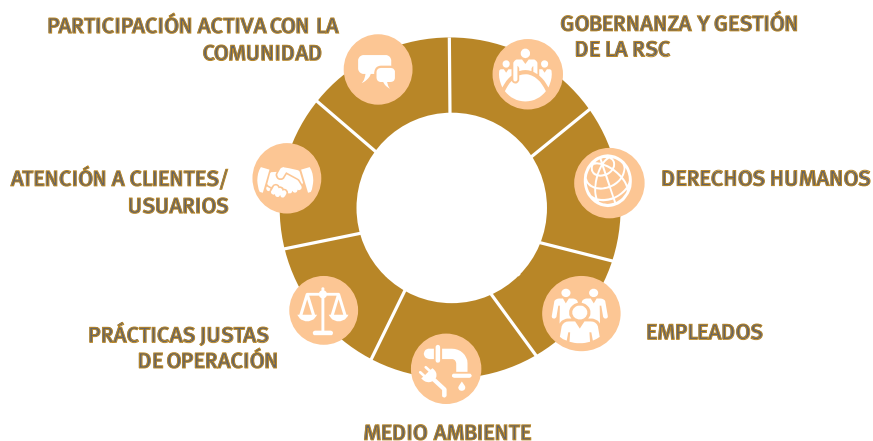 PARTICIPACIÓN ACTIVA CON LA
COMUNIDAD
GOBERNANZA Y GESTIÓN
DE LA RSC
ATENCIÓN A CLIENTES/
USUARIOS
DERECHOS HUMANOS
PRÁCTICAS JUSTAS
DE OPERACIÓN
EMPLEADOS
MEDIO AMBIENTE